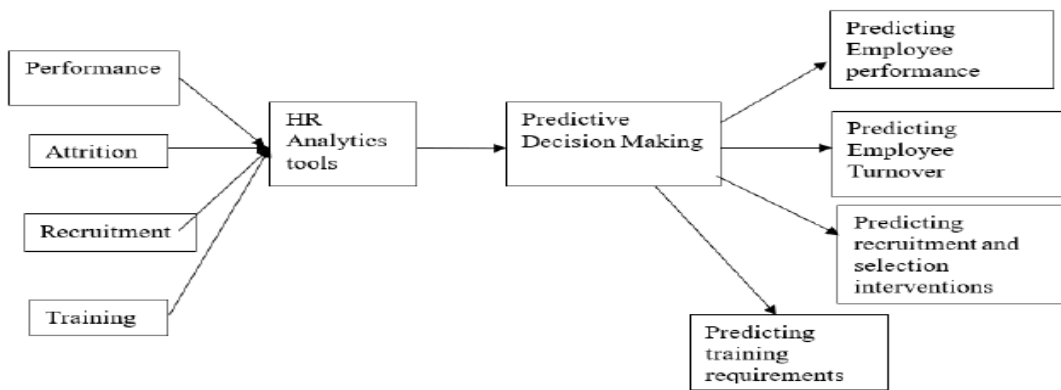 Performance
Attrition
Recruitment
Training
HR
Analytics
tools
Predictive
Decision Making
Predicting
Employee
performance
Predicting
Employee
Turnover
Predicting
recruitment and
selection
interventions
Predicting
training
requirements